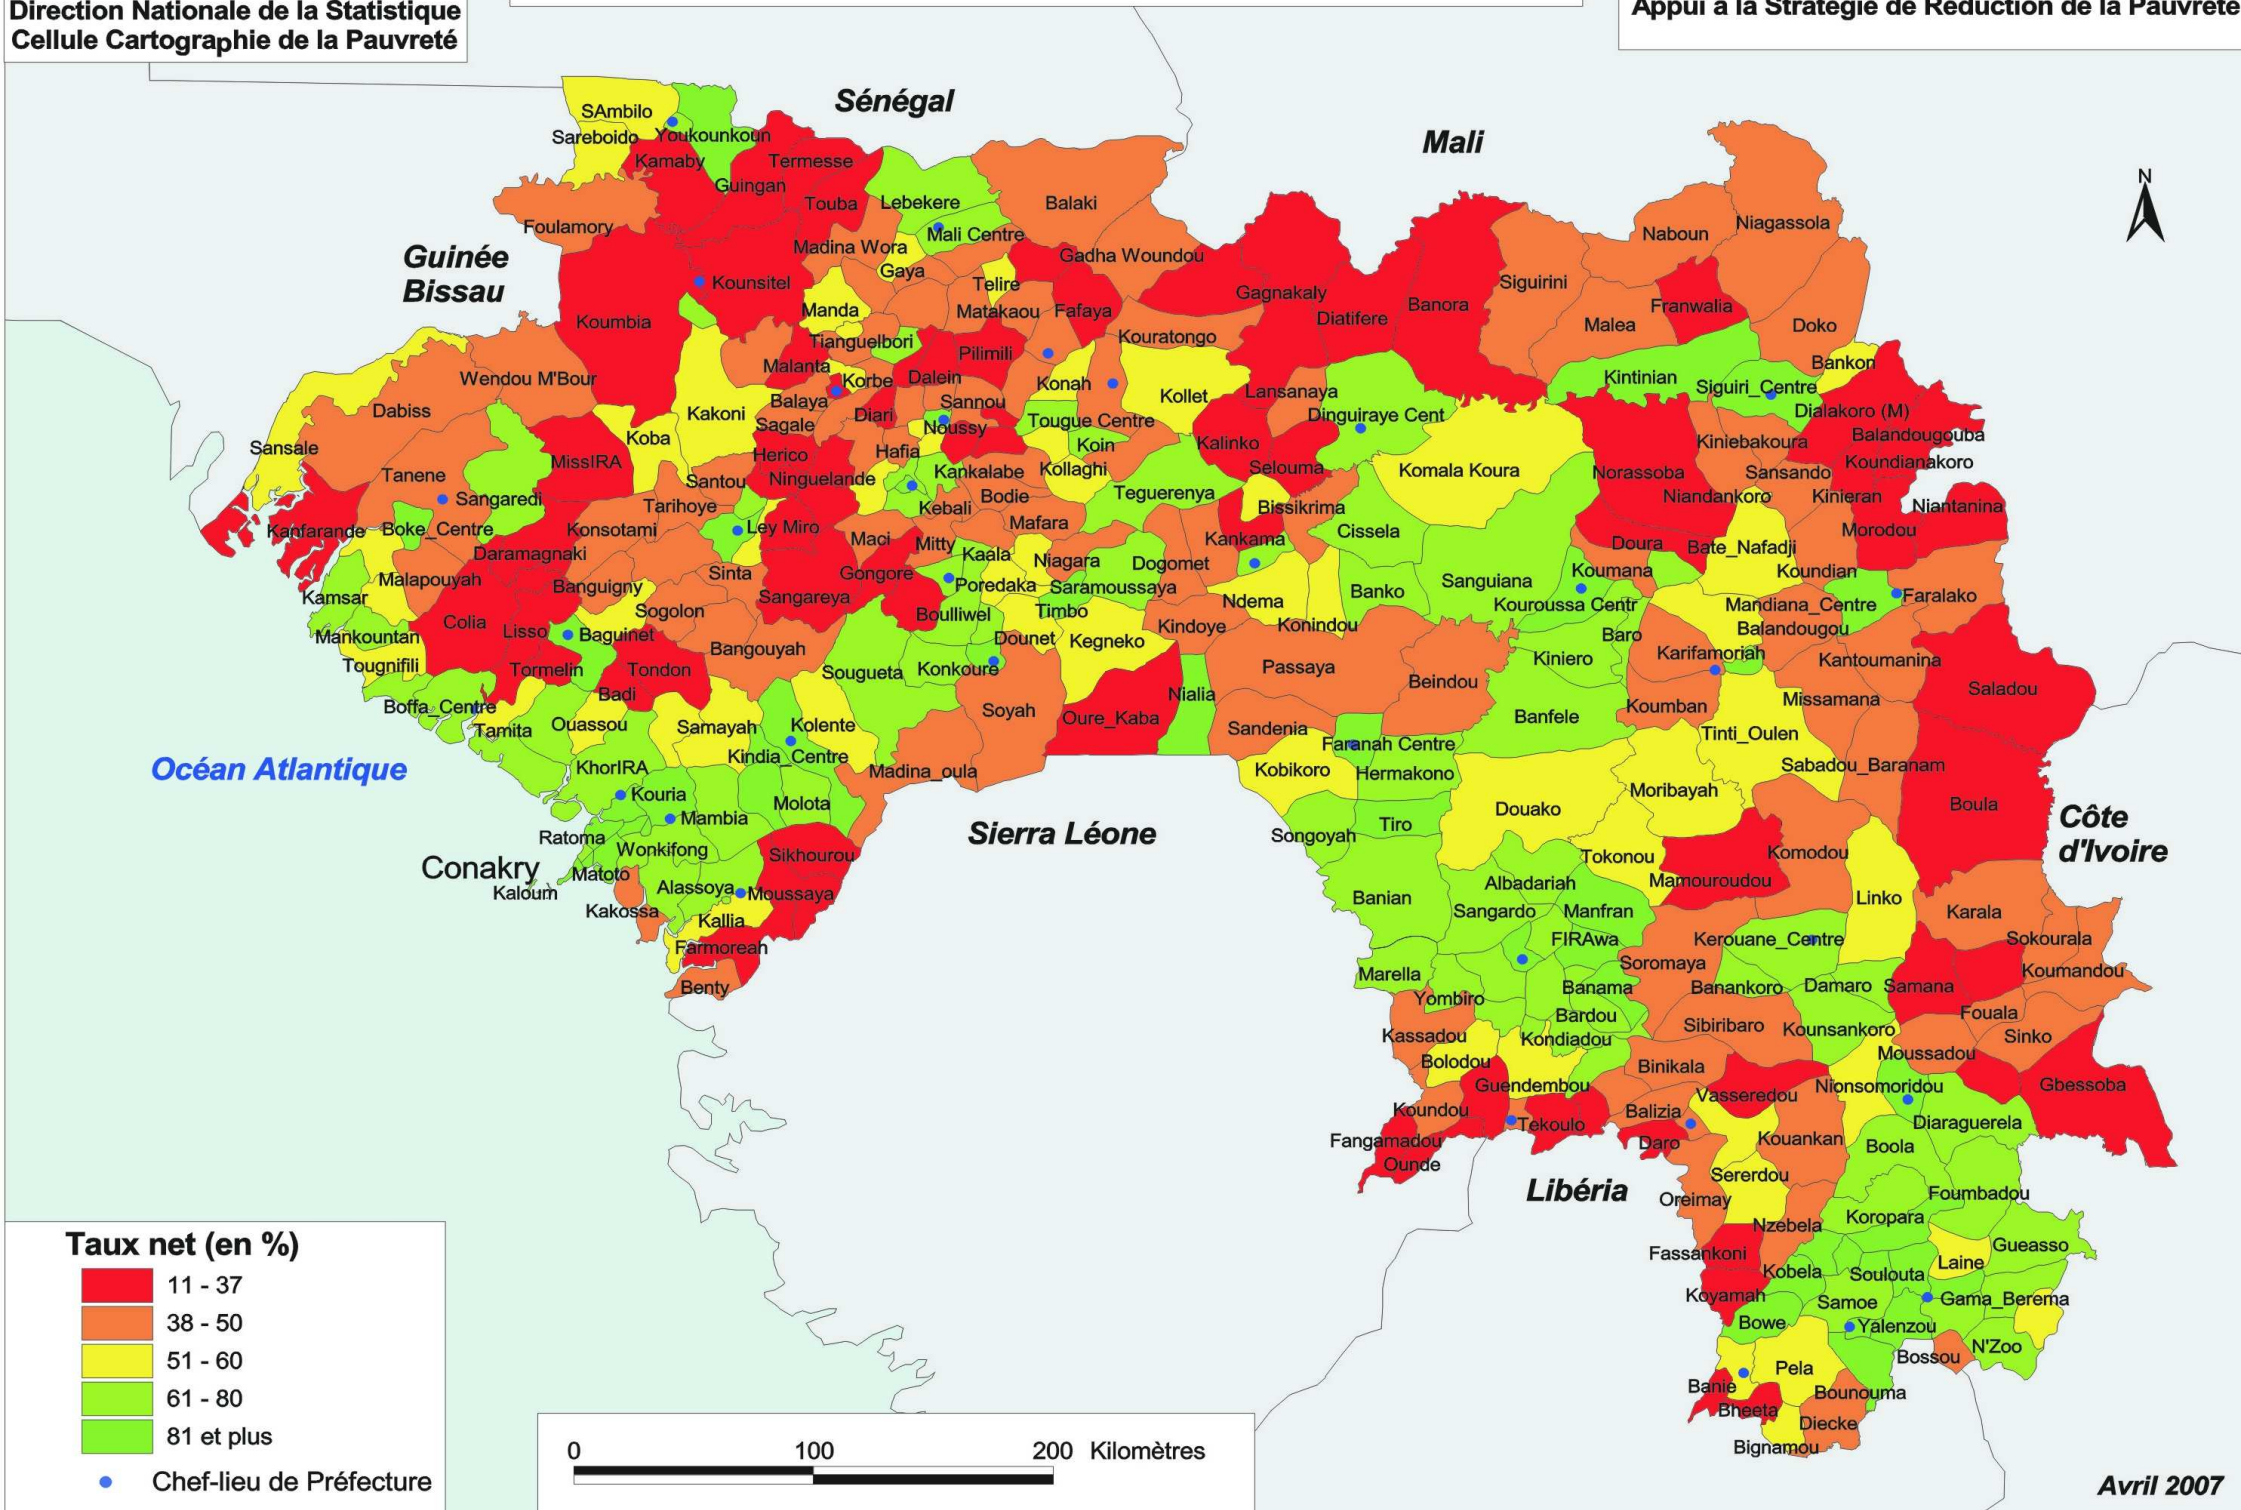 Direction Nationale de la Statistique
Cellule Cartographie de la Pauvreté
Appui à la Stratégie de Réduction de la Pauvreté
Sénégal
Mali
N
Guinée
Bissau
Océan Atlantique
Conakry
Sierra Léone
Libéria
Côte
d'Ivoire
SAmbilo
Sareboido
Youkounkoun
Kamaby
Termesse
Guingan
Touba
Lebekere
Balaki
Foulamory
Mali Centre
Madina Wora
Gadha Woundou
Gaya
Kounsitel
Telire
Koumbia
Manda
Matakaou
Fafaya
Gagnakaly
Diatifere
Banora
Siguirini
Naboun
Niagassola
Franwalia
Malea
Doko
Tianguelbori
Pilimili
Kouratongo
Malanta
Korbe
Dalein
Konah
Bankon
Wendou M'Bour
Kintinian
Siguiri_Centre
Dabiss
Kakoni
Balaya
Diari
Sannou
Kollet
Lansanaya
Sagale
Noussy
Tougue Centre
Dinguiraye Cent
Dialakoro (M)
Koba
Balandougouba
Sansale
Hafia
Koin
Kalinko
Kiniebakoura
MissIRA
Herico
Kankalabe
Kollaghi
Selouma
Komala Koura
Norassoba
Sansando
Koundianakoro
Tanene
Santou
Ninguelande
Bodie
Teguerenya
Niandankoro
Kinieran
Sangaredi
Tarihoye
Kebali
Bissikrima
Niantanina
Kanfarande
Boke_Centre
Konsotami
Ley Miro
Mafara
Cissela
Morodou
Daramagnaki
Maci
Mitty
Kankama
Doura
Bate_Nafadji
Kaala
Niagara
Dogomet
Koumana
Koundian
Malapouyah
Banguigny
Sinta
Gongore
Poredaka
Saramoussaya
Sanguiana
Kamsar
Sangareya
Ndema
Banko
Kouroussa Centr
Mandiana_Centre
Faralako
Colia
Lisso
Sogolon
Boulliwel
Timbo
Konindou
Baro
Balandougou
Mankountan
Baguinet
Dounet
Kegneko
Kindoye
Tougnifili
Bangouyah
Passaya
Kiniero
Karifamoriah
Kantoumanina
Tormelin
Tondon
Sougueta
Konkoure
Beindou
Saladou
Badi
Nialia
Boffa_Centre
Soyah
Oure_Kaba
Banfele
Koumban
Missamana
Tamita
Ouassou
Samayah
Kolente
Sandenia
Tinti_Oulen
Kindia_Centre
Faranah Centre
KhorIRA
Madina_oula
Kobikoro
Hermakono
Sabadou_Baranam
Kouria
Molota
Moribayah
Boula
Mambia
Douako
Ratoma
Songoyah
Tiro
Wonkifong
Sikhourou
Tokonou
Komodou
Matoto
Alassoya
Moussaya
Albadariah
Mamouroudou
Kaloum
Banian
Linko
Kakossa
Kallia
Sangardo
Manfran
Karala
Farmoreah
FIRAwa
Kerouane_Centre
Sokourala
Benty
Marella
Soromaya
Koumandou
Yombiro
Banama
Banankoro
Damaro
Samana
Kassadou
Bardou
Sibiribaro
Kounsankoro
Fouala
Kondiadou
Sinko
Bolodou
Moussadou
Guendembou
Binikala
Vasseredou
Nionsomoridou
Gbessoba
Koundou
Tekoulo
Balizia
Diaraguerela
Fangamadou
Daro
Kouankan
Boola
Ounde
Sererdou
Oreimay
Foumbadou
Nzebela
Koropara
Fassankoni
Gueasso
Kobela
Soulouta
Laine
Koyamah
Samoe
Gama_Berema
Bowe
Yalenzou
N'Zoo
Bossou
Pela
Banie
Bounouma
Bheeta
Diecke
Bignamou
Taux net (en %)
11 - 37
38 - 50
51 - 60
61 - 80
81 et plus
Chef-lieu de Préfecture
0 100 200 Kilomètres
Avril 2007